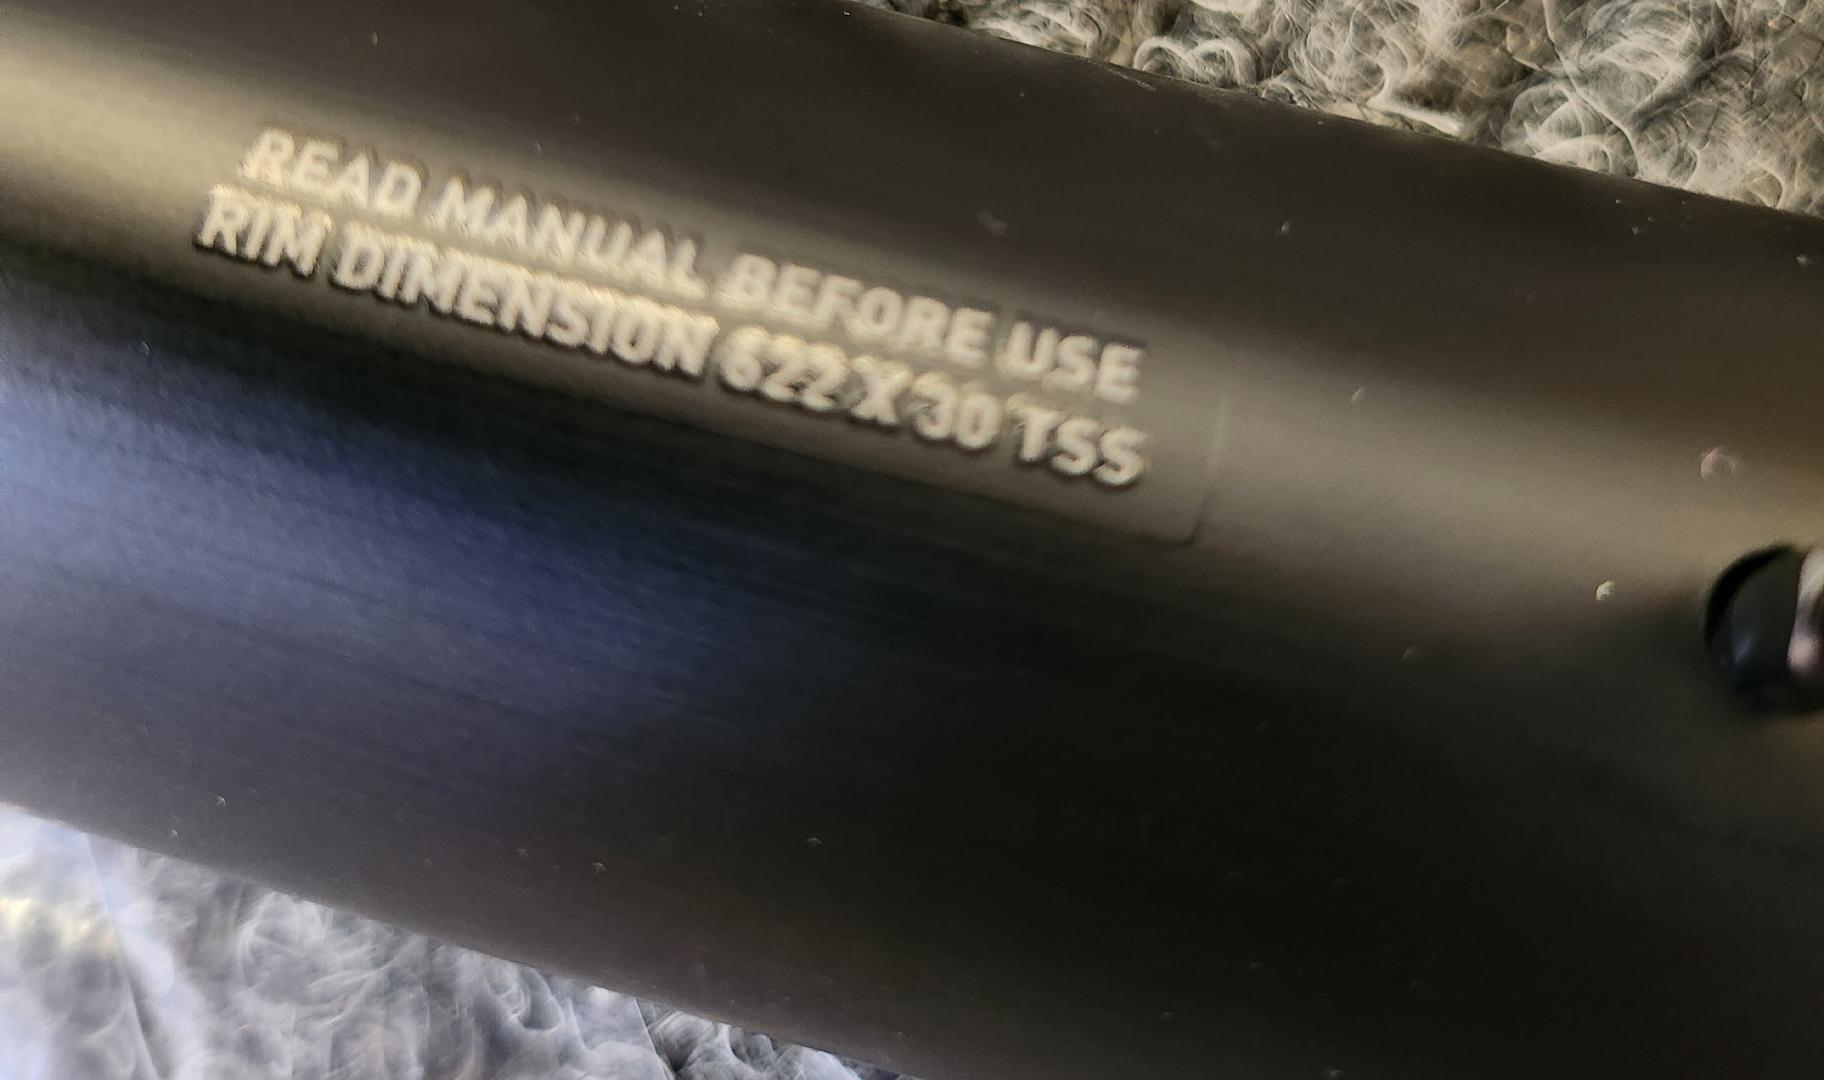 READ MANUAL BEFORE USE
RIM DIMENSION 622 X 30 TSS